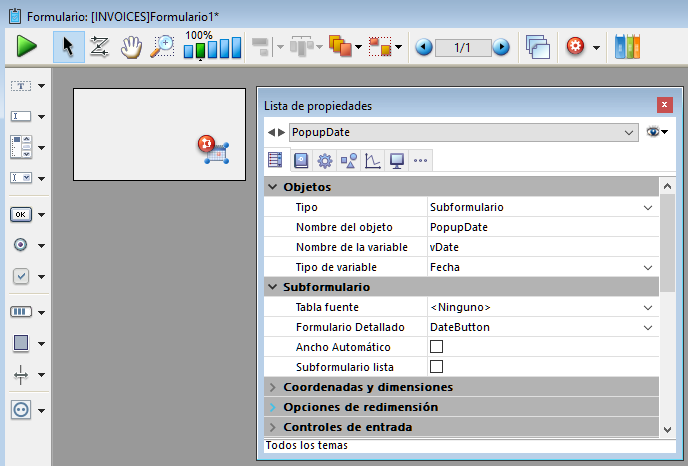 Formulario: [INVOICES]Formulario1*
100%
1/1
T
OK
Lista de propiedades
PopupDate
Objetos
Tipo Subformulario
Nombre del objeto PopupDate
Nombre de la variable vDate
Tipo de variable Fecha
Subformulario
Tabla fuente <Ninguno>
Formulario Detallado DateButton
Ancho Automático
Subformulario lista
Coordenadas y dimensiones
Opciones de redimensión
Controles de entrada
Todos los temas